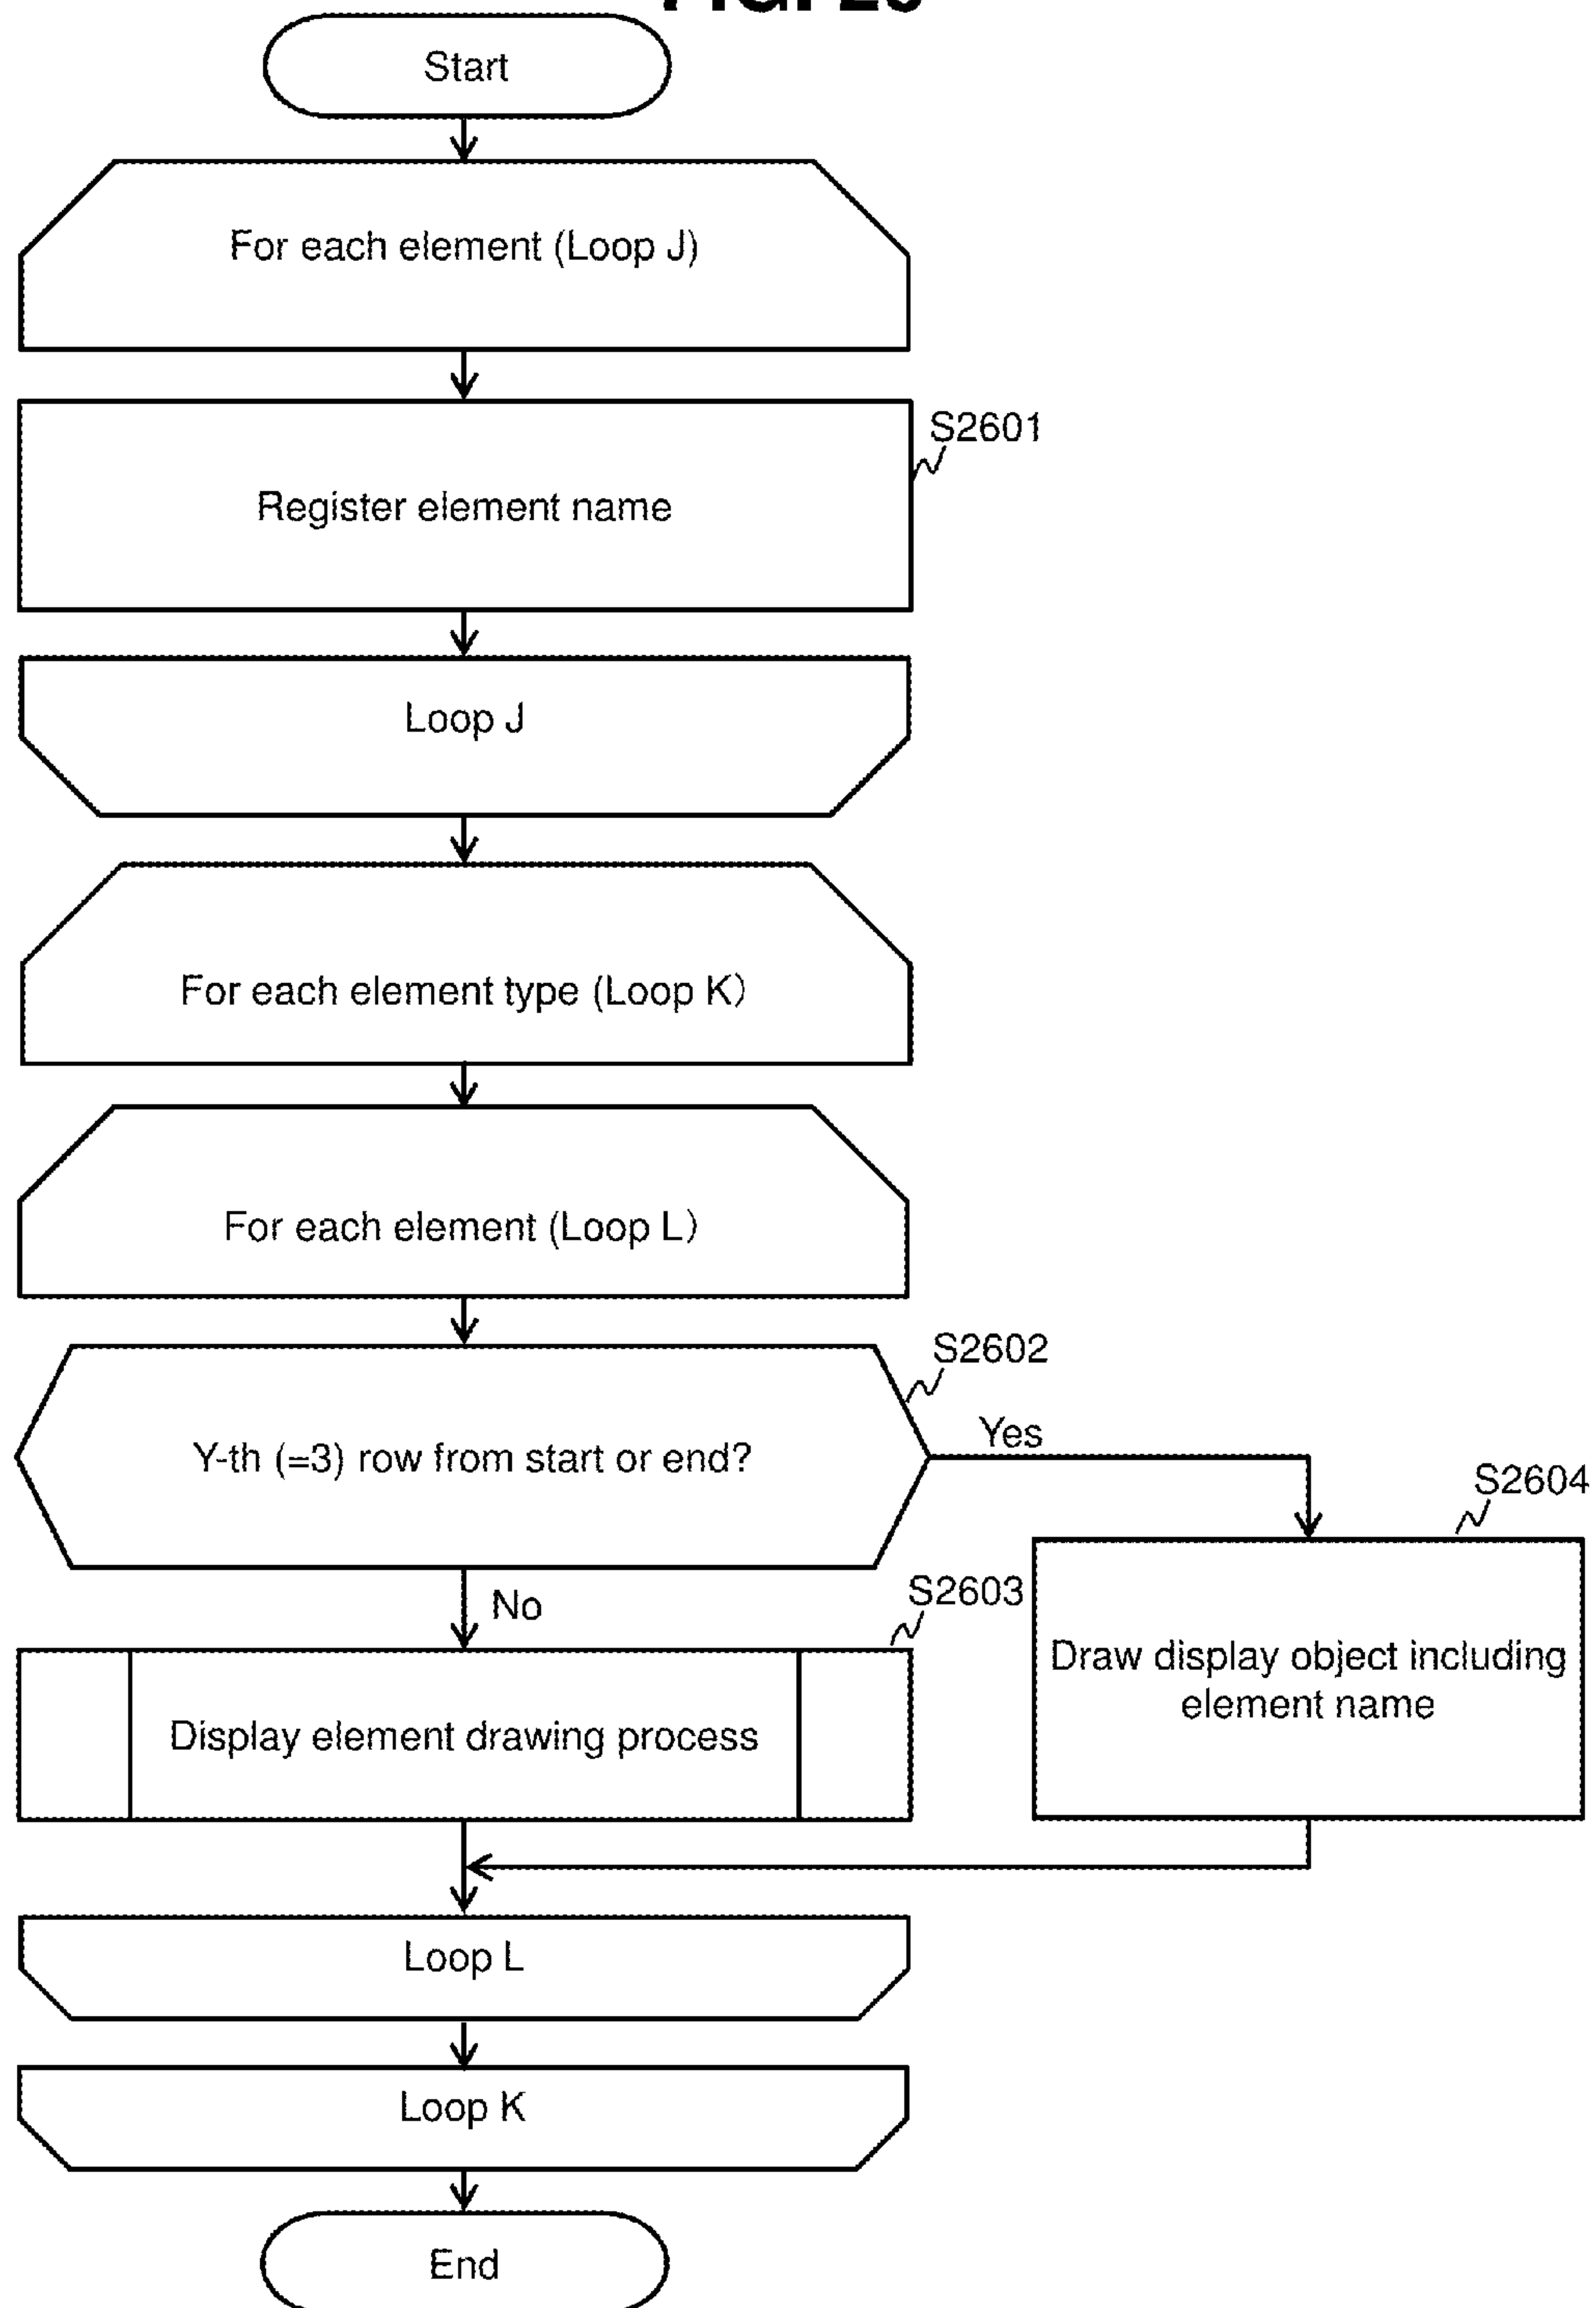 Start
For each element (Loop J)
S2601
Register element name
Loop J
For each element type (Loop K)
For each element (Loop L)
S2602
Y-th (=3) row from start or end?
Yes
S2604
No
S2603
Draw display object including
element name
Display element drawing process
Loop L
Loop K
End